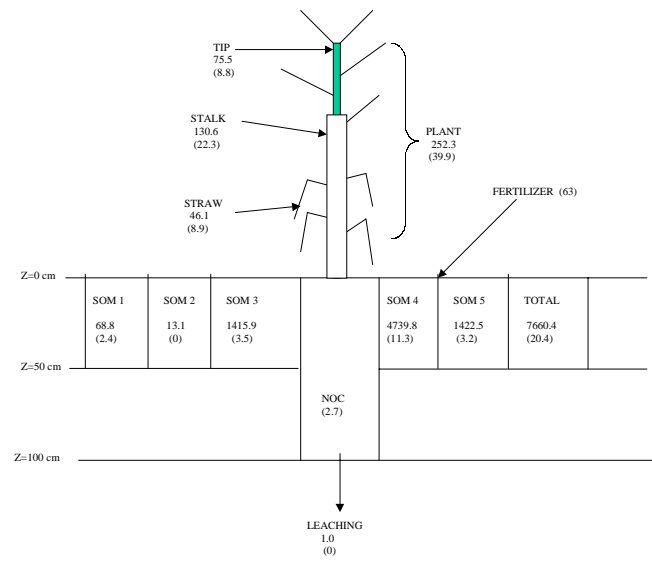 TIP
75.5
(8.8)
STALK
130.6
(22.3)
PLANT
252.3
(39.9)
STRAW
46.1
(8.9)
FERTILIZER (63)
Z=0 cm
SOM 1
68.8
(2.4)
SOM 2
13.1
(0)
SOM 3
1415.9
(3.5)
SOM 4
4739.8
(11.3)
SOM 5
1422.5
(3.2)
TOTAL
7660.4
(20.4)
Z=50 cm
NOC
(2.7)
Z=100 cm
LEACHING
1.0
(0)